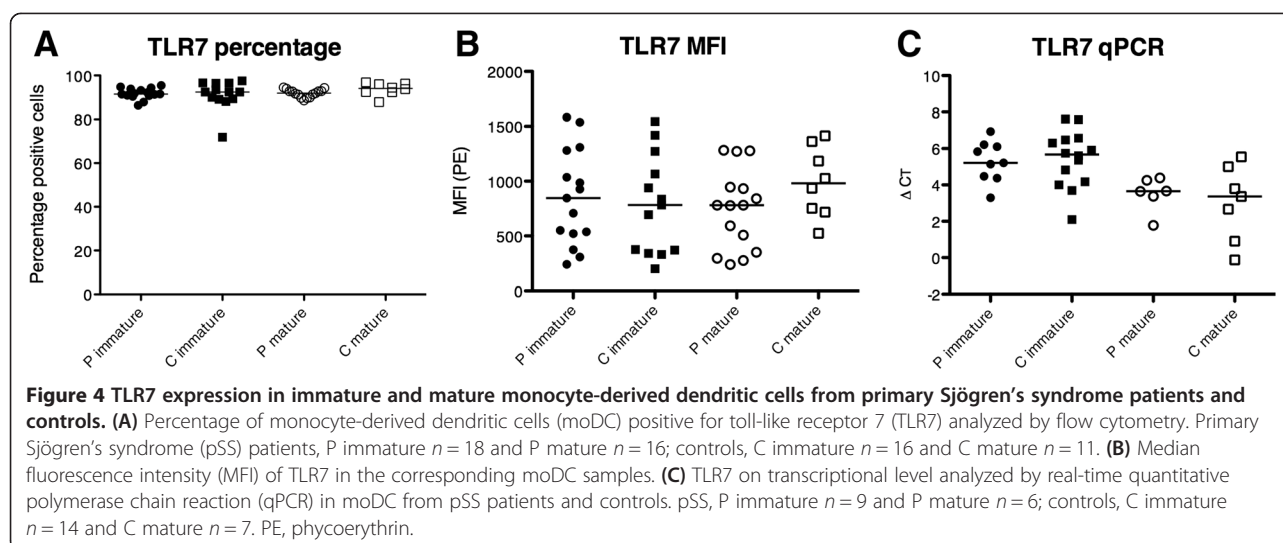 A
TLR7 percentage
Percentage positive cells
100
80
60
40
20
0
P immature
C immature
P mature
C mature
B
TLR7 MFI
MFI (PE)
2000
1500
1000
500
0
P immature
C immature
P mature
C mature
C
TLR7 qPCR
Δ CT
10
8
6
4
2
0
-2
P immature
C immature
P mature
C mature
Figure 4 TLR7 expression in immature and mature monocyte-derived dendritic cells from primary Sjögren's syndrome patients and
controls. (A) Percentage of monocyte-derived dendritic cells (moDC) positive for toll-like receptor 7 (TLR7) analyzed by flow cytometry. Primary
Sjögren's syndrome (pSS) patients, P immature n = 18 and P mature n = 16; controls, C immature n = 16 and C mature n = 11. (B) Median
fluorescence intensity (MFI) of TLR7 in the corresponding moDC samples. (C) TLR7 on transcriptional level analyzed by real-time quantitative
polymerase chain reaction (qPCR) in moDC from pSS patients and controls. pSS, P immature n = 9 and P mature n = 6; controls, C immature
n = 14 and C mature n = 7. PE, phycoerythrin.